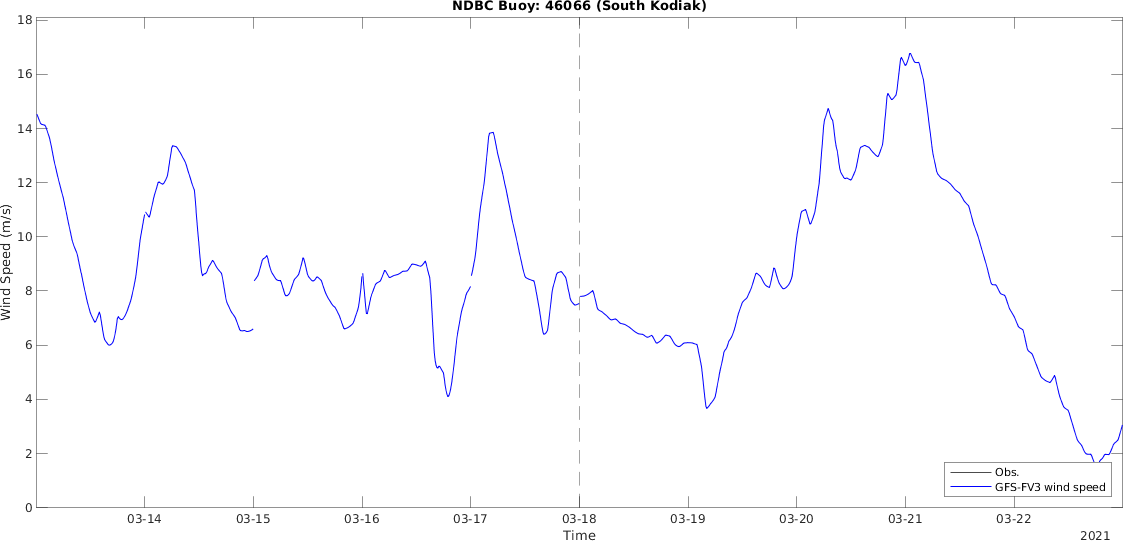 NDBC Buoy: 46066 (South Kodiak)
18
16
14
12
10
8
6
4
2
0
Wind Speed (m/s)
Obs.
GFS-FV3 wind speed
03-14 03-15 03-16 03-17 03-18 03-19 03-20 03-21 03-22
Time
2021